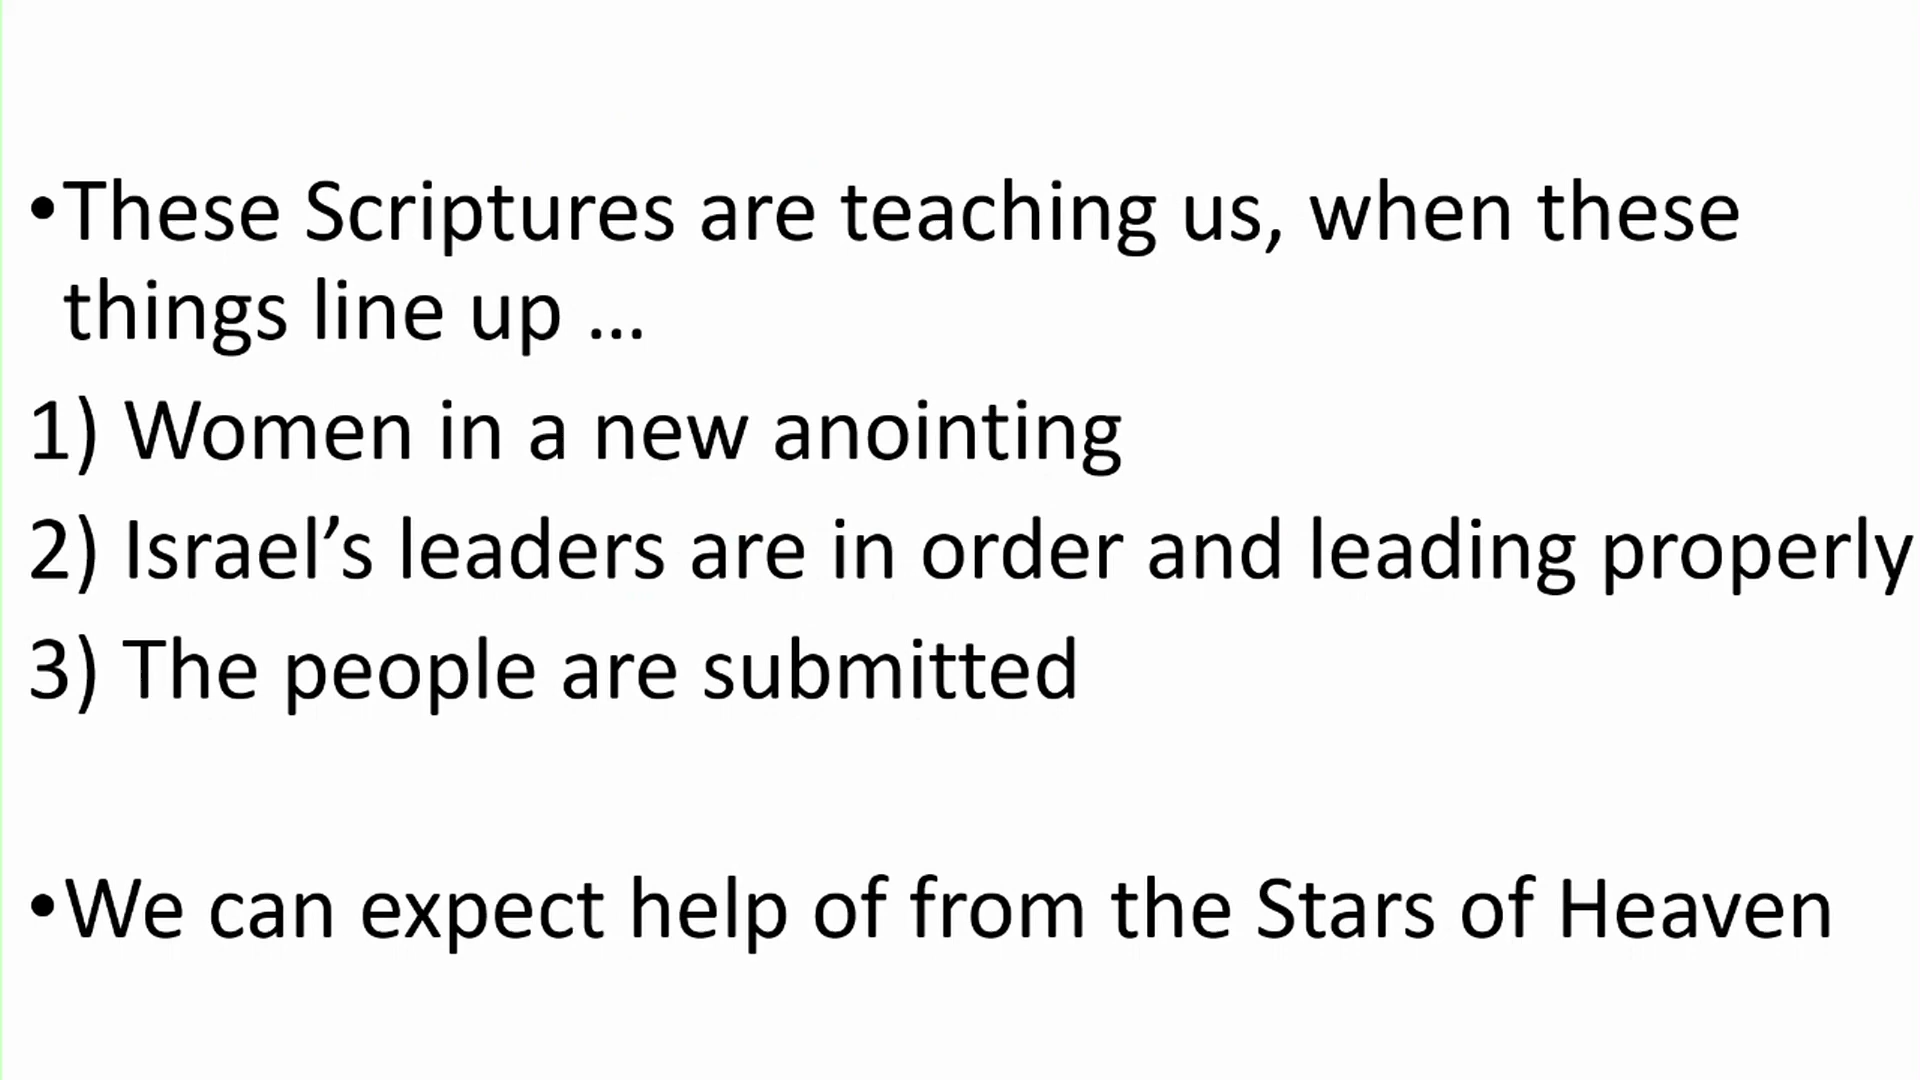 •These Scriptures are teaching us, when these
things line up ...
1) Women in a new anointing
2) Israel’s leaders are in order and leading properly
3) The people are submitted
•We can expect help of from the Stars of Heaven